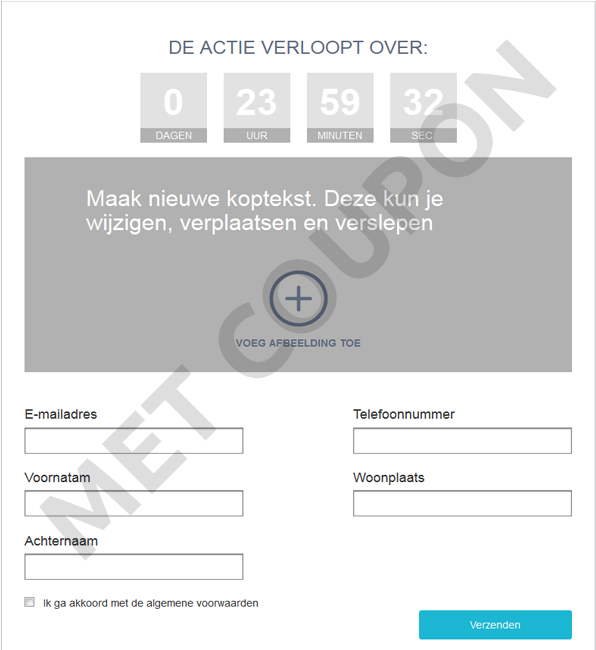 DE ACTIE VERLOOPT OVER:
0 23 59 32
DAGEN UUR MINUTEN SEC
Maak nieuwe koptekst. Deze kun je
wijzigen, verplaatsen en verslepen
VOEG AFBEELDING TOE
MET COUPON
E-mailadres Telefoonnummer
Voornatam Woonplaats
Achternaam
Ik ga akkoord met de algemene voorwaarden
Verzenden